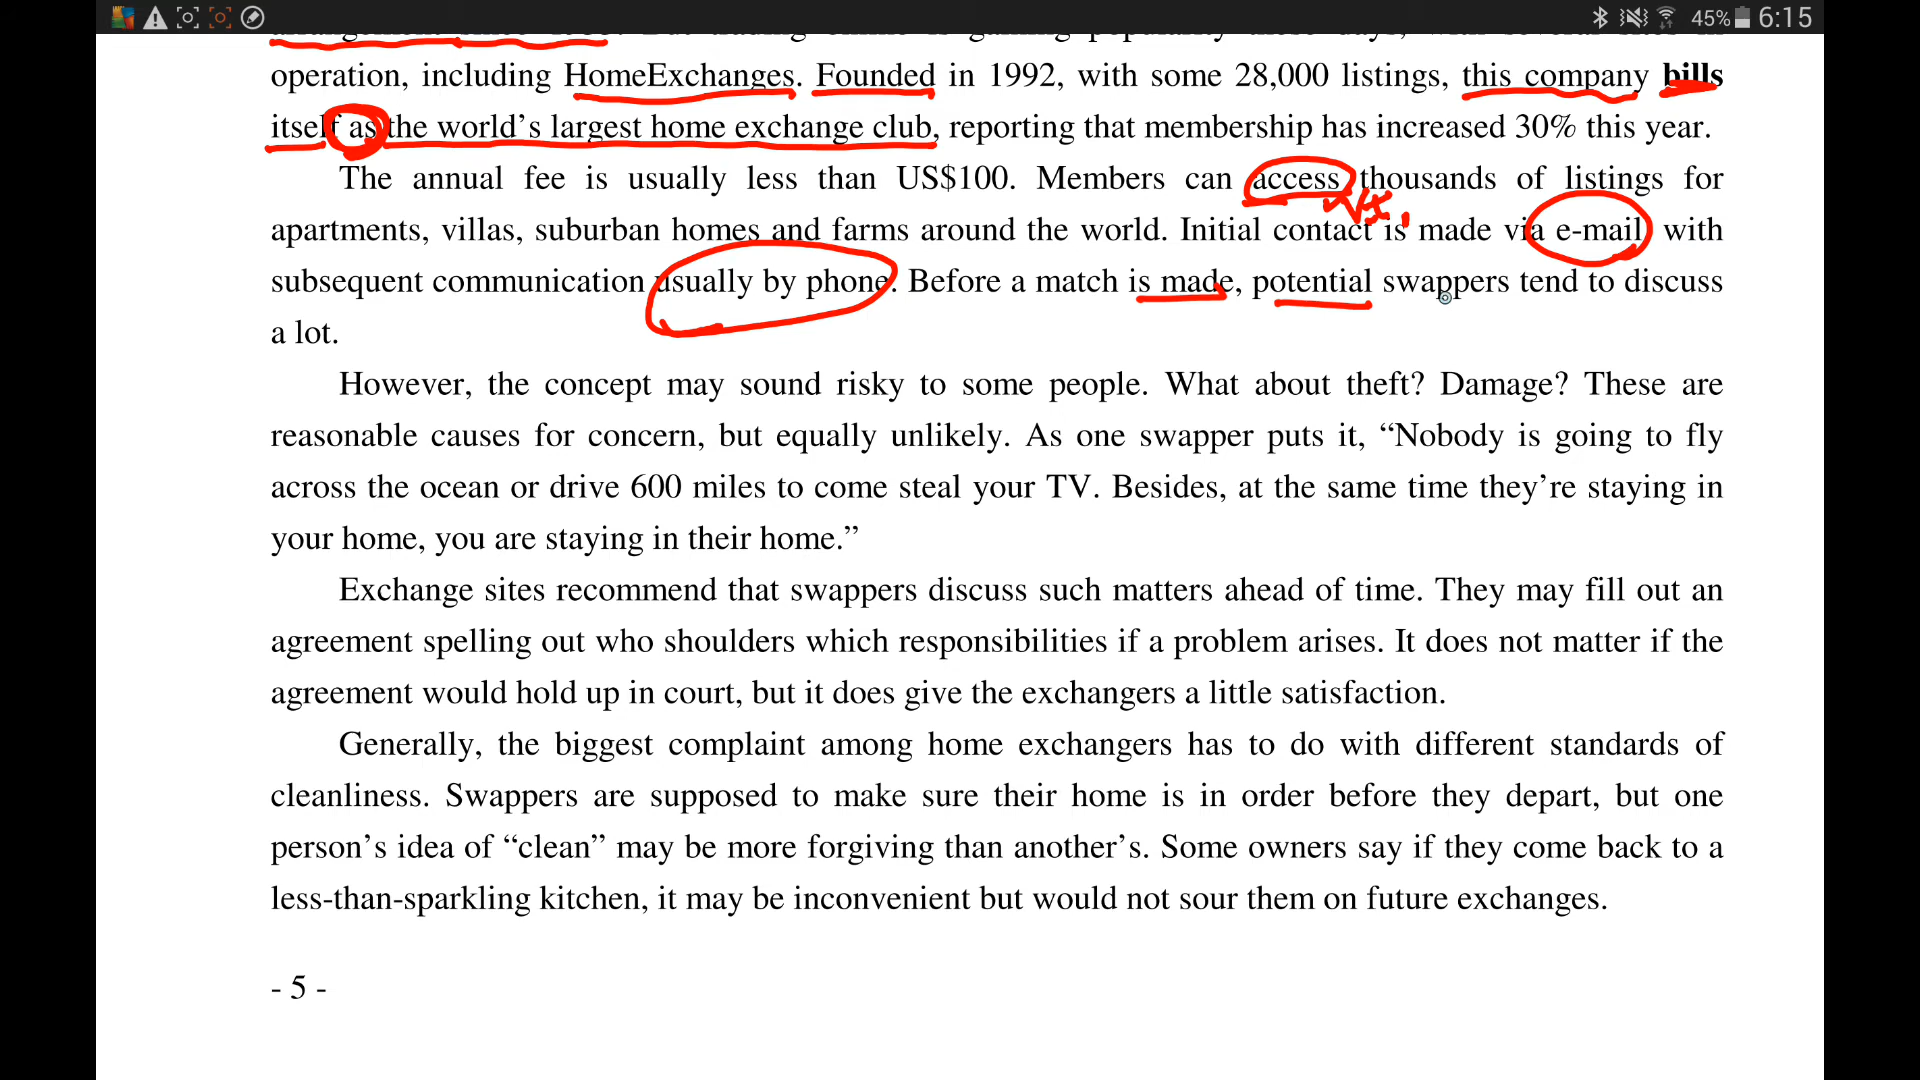 45% 6:15
operation, including HomeExchanges. Founded in 1992, with some 28,000 listings, this company bills
itself as the world's largest home exchange club, reporting that membership has increased 30% this year.
The annual fee is usually less than US$100. Members can access thousands of listings for
vt.
apartments, villas, suburban homes and farms around the world. Initial contact is made via e-mail with
subsequent communication usually by phone. Before a match is made, potential swappers tend to discuss
a lot.
However, the concept may sound risky to some people. What about theft? Damage? These are
reasonable causes for concern, but equally unlikely. As one swapper puts it, “Nobody is going to fly
across the ocean or drive 600 miles to come steal your TV. Besides, at the same time they’re staying in
your home, you are staying in their home.”
Exchange sites recommend that swappers discuss such matters ahead of time. They may fill out an
agreement spelling out who shoulders which responsibilities if a problem arises. It does not matter if the
agreement would hold up in court, but it does give the exchangers a little satisfaction.
Generally, the biggest complaint among home exchangers has to do with different standards of
cleanliness. Swappers are supposed to make sure their home is in order before they depart, but one
person’s idea of “clean” may be more forgiving than another’s. Some owners say if they come back to a
less-than-sparkling kitchen, it may be inconvenient but would not sour them on future exchanges.
- 5 -